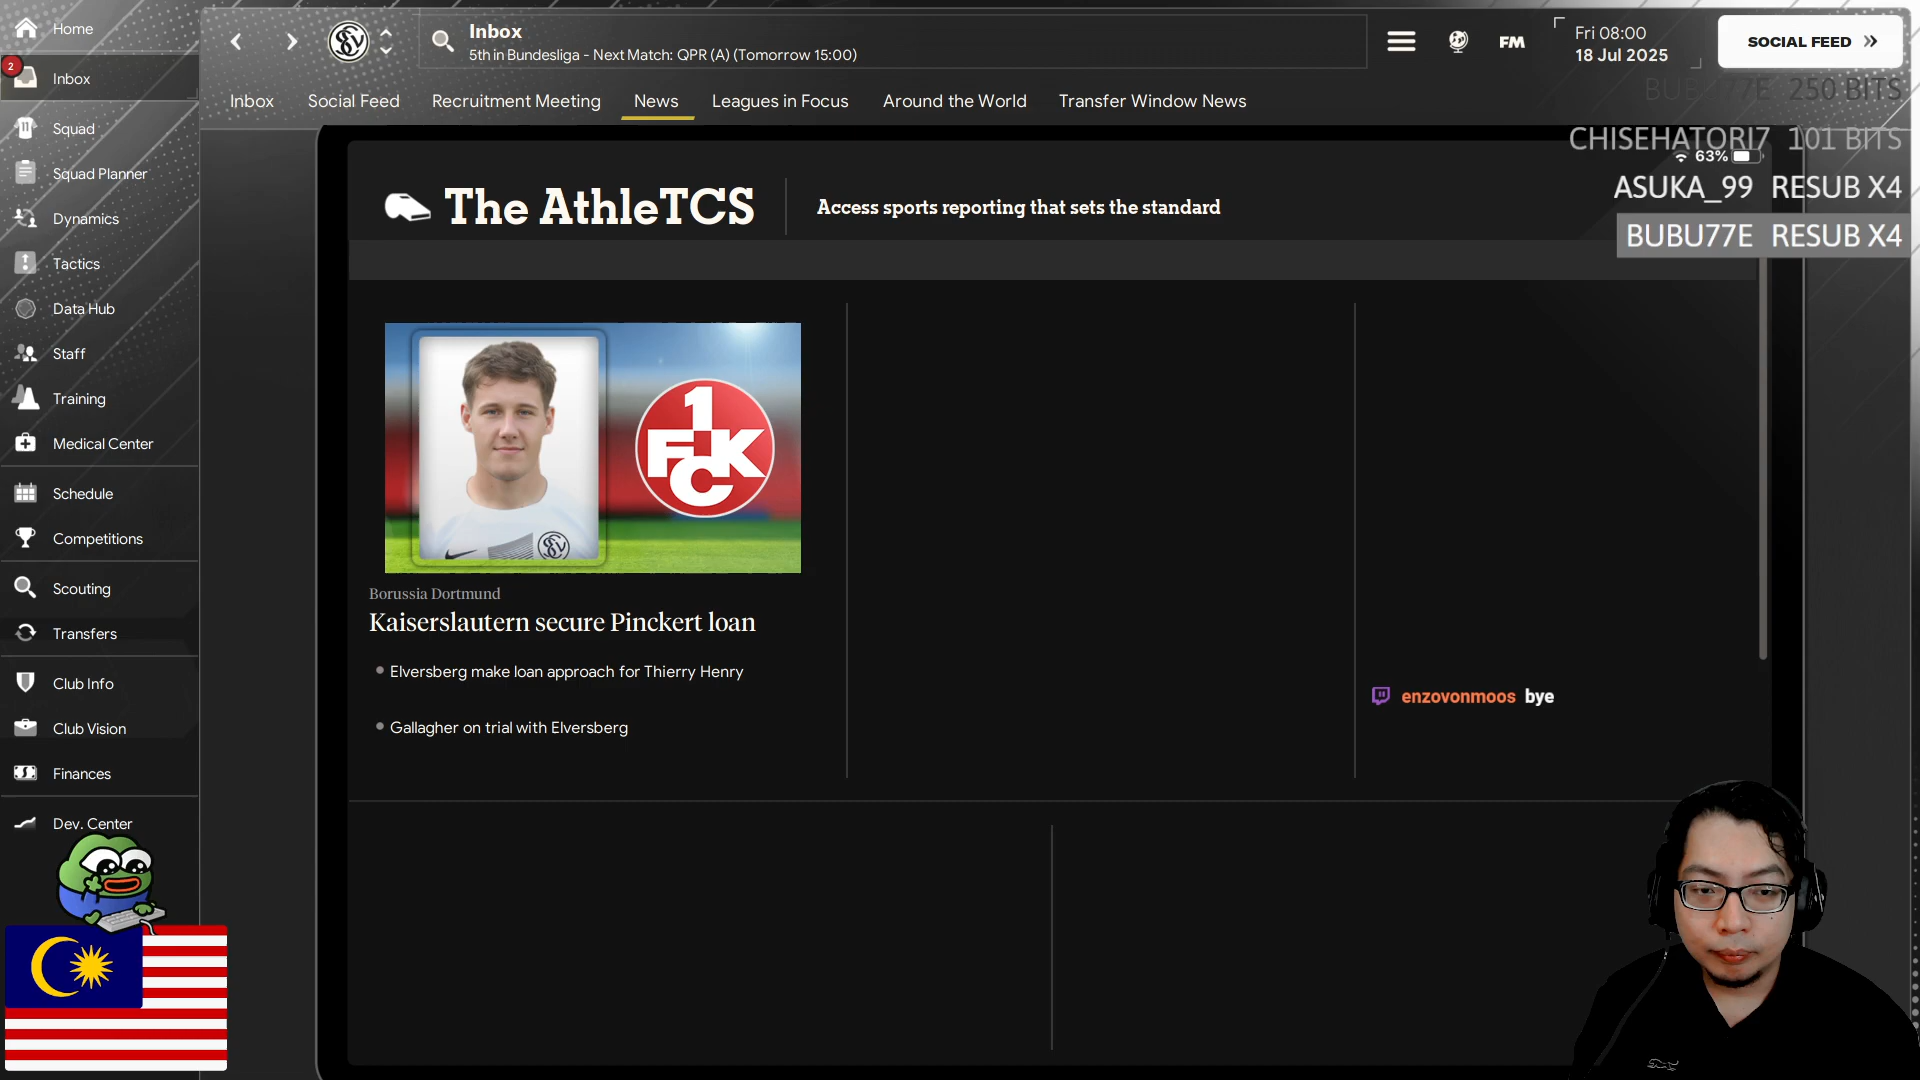 Home
2
Inbox
Squad
Squad Planner
Dynamics
Tactics
Data Hub
Staff
Training
Medical Center
Schedule
Competitions
Scouting
Transfers
Club Info
Club Vision
Finances
Dev. Center
Inbox
5th in Bundesliga - Next Match: QPR (A) (Tomorrow 15:00)
FM
Fri 08:00
18 Jul 2025
SOCIAL FEED
Inbox
Social Feed
Recruitment Meeting
News
Around the World
Leagues in Focus
Transfer Window News
BUBU77E 250 BITS
CHISEHATORI7 101 BITS
63%
ASUKA_99 RESUB X4
BUBU77E RESUB X4
The AthleTCS
Access sports reporting that sets the standard
1
FCK
Borussia Dortmund
Kaiserslautern secure Pinckert loan
Elversberg make loan approach for Thierry Henry
Gallagher on trial with Elversberg
enzovonmoos bye